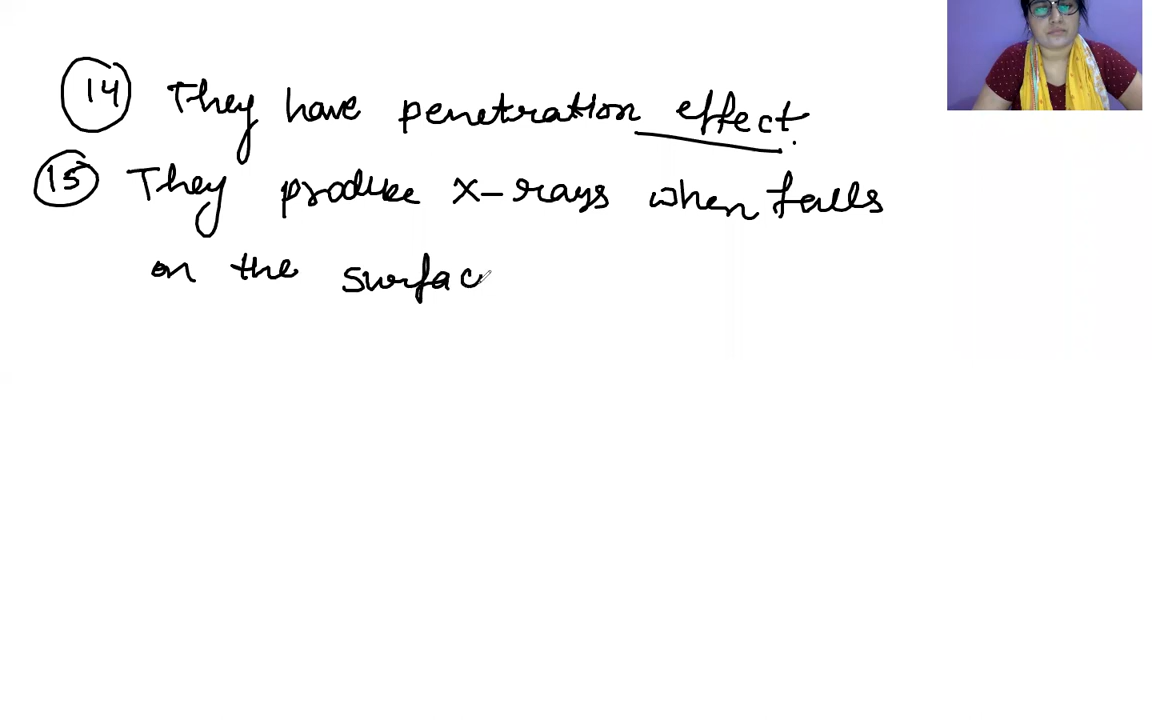 14 They have penetration effect.
15 They produce x-rays when falls
on the surfac